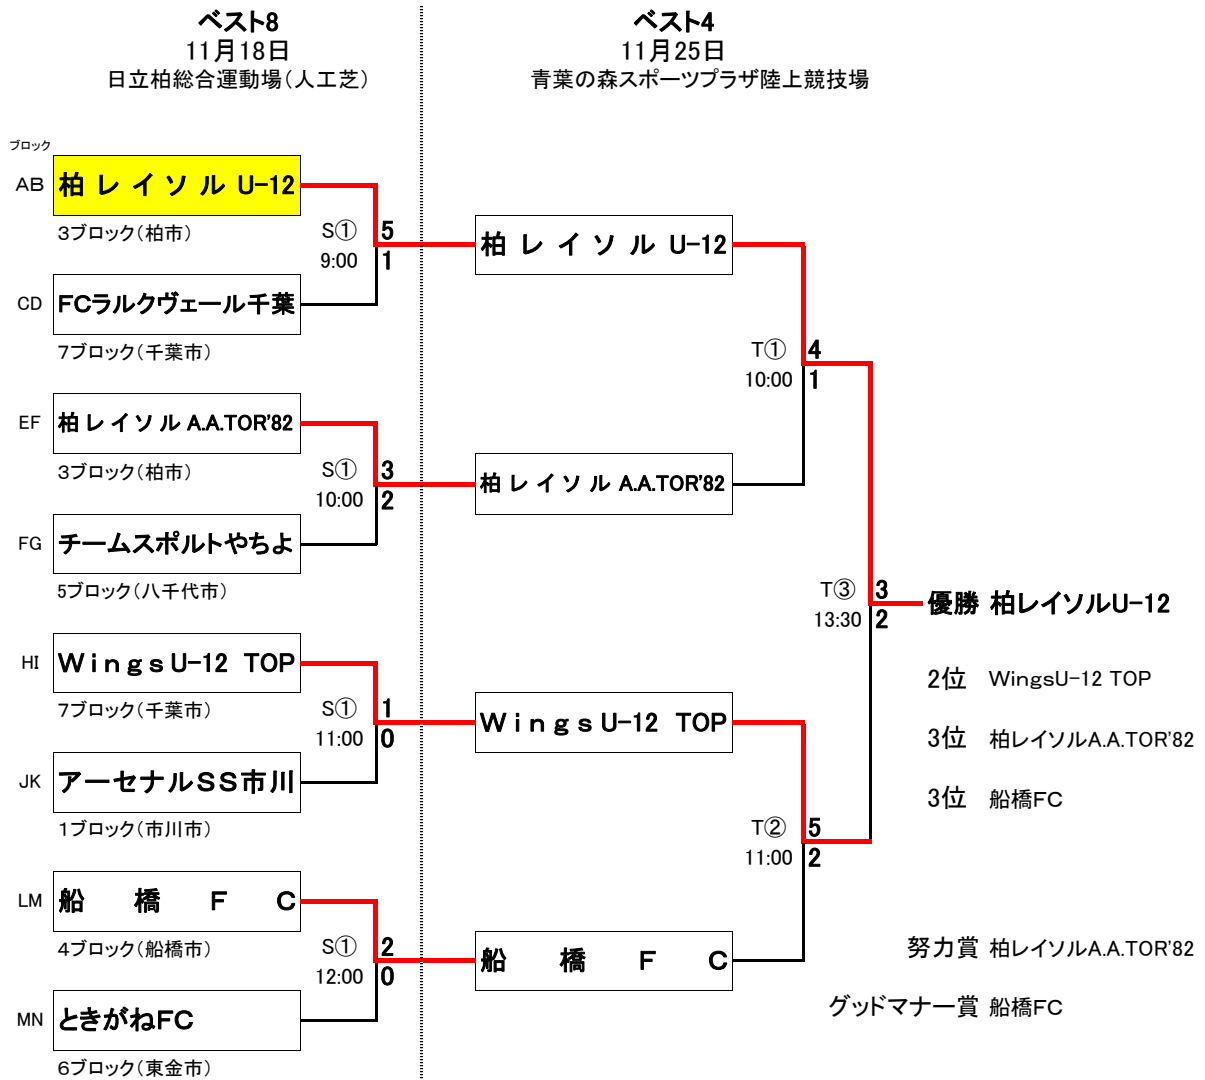 ベスト8
11月18日
日立柏総合運動場（人工芝）
ベスト4
11月25日
青葉の森スポーツプラザ陸上競技場
ブロック
AB
柏レイソルU-12
3ブロック（柏市）
S①
9:00
5
1
CD
FCラルクヴェール千葉
7ブロック（千葉市）
EF
柏レイソルA.A.TOR'82
3ブロック（柏市）
S①
10:00
3
2
FG
チームスポルトやちよ
5ブロック（八千代市）
HI
WingsU-12 TOP
7ブロック（千葉市）
S①
11:00
1
0
JK
アーセナルSS市川
1ブロック（市川市）
LM
船橋FC
4ブロック（船橋市）
S①
12:00
2
0
MN
ときがねFC
6ブロック（東金市）
柏レイソルU-12
T①
10:00
4
1
柏レイソルA.A.TOR'82
WingsU-12 TOP
T②
11:00
5
2
船橋FC
T③
13:30
3
2
優勝 柏レイソルU-12
2位 WingsU-12 TOP
3位 柏レイソルA.A.TOR'82
3位 船橋FC
努力賞 柏レイソルA.A.TOR'82
グッドマナー賞 船橋FC